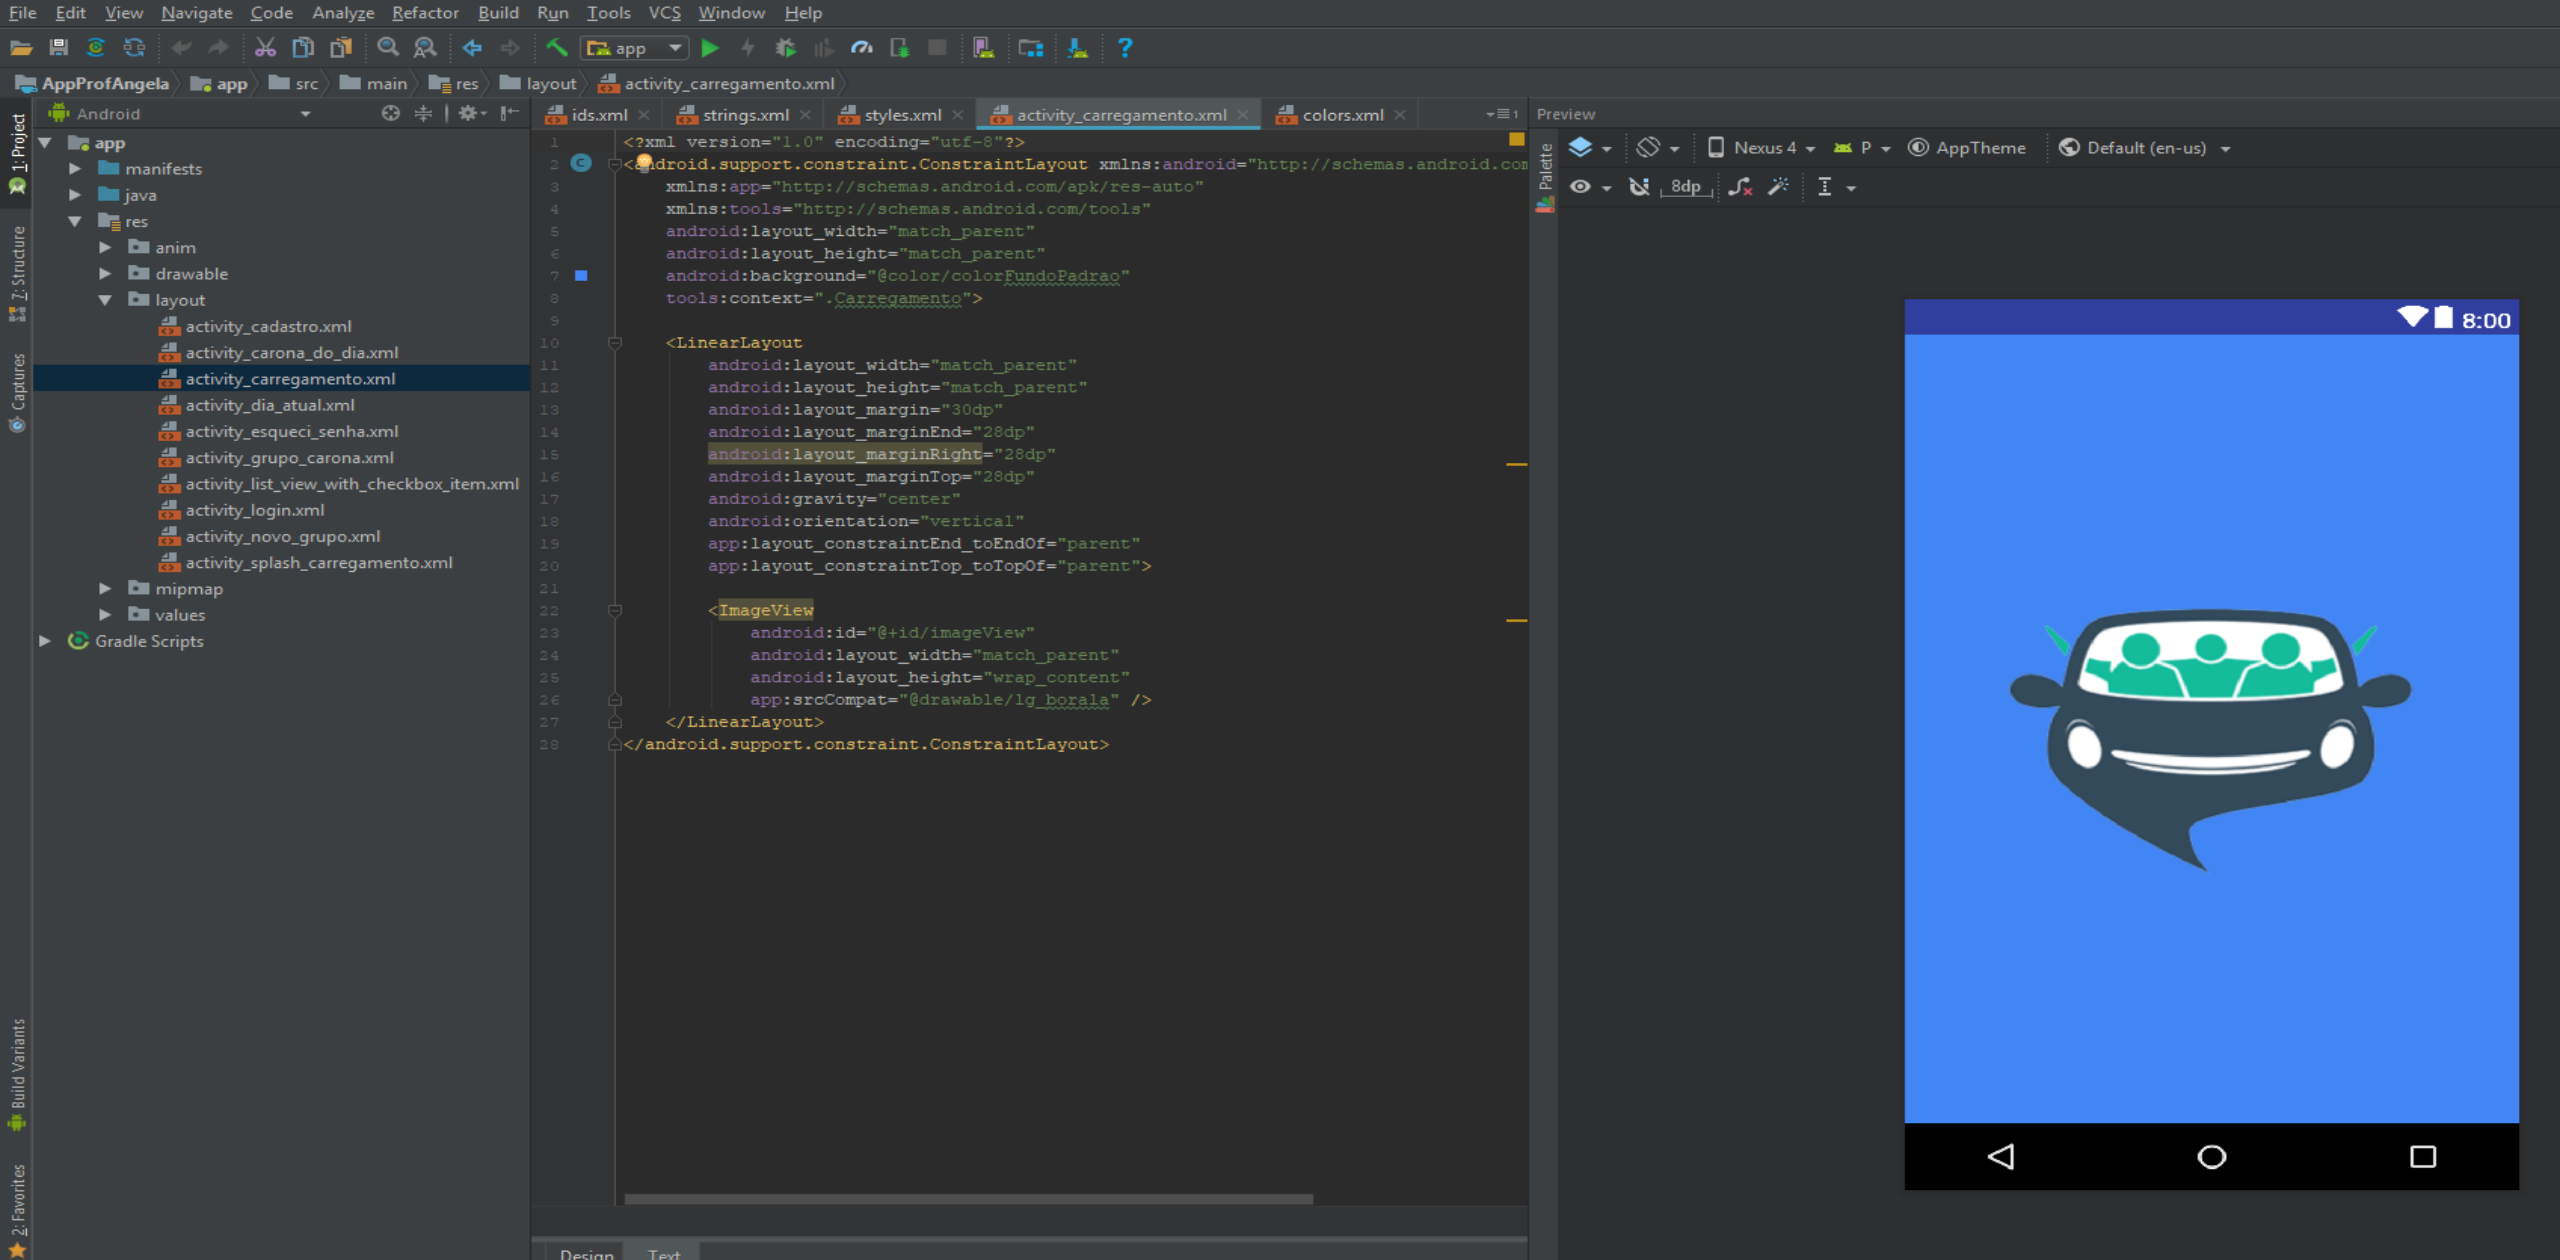 File Edit View Navigate Code Analyze Refactor Build Run Tools VCS Window Help
app
AppProfAngela app src main res layout activity_carregamento.xml
1: Project
7: Structure
Captures
Build Variants
2: Favorites
Android
app
manifests
java
res
anim
drawable
layout
activity_cadastro.xml
activity_carona_do_dia.xml
activity_carregamento.xml
activity_dia_atual.xml
activity_esqueci_senha.xml
activity_grupo_carona.xml
activity_list_view_with_checkbox_item.xml
activity_login.xml
activity_novo_grupo.xml
activity_splash_carregamento.xml
mipmap
values
Gradle Scripts
ids.xml strings.xml styles.xml activity_carregamento.xml colors.xml 1
1 <?xml version="1.0" encoding="utf-8"?>
2 <android.support.constraint.ConstraintLayout xmlns:android="http://schemas.android.com
3 xmlns:app="http://schemas.android.com/apk/res-auto"
4 xmlns:tools="http://schemas.android.com/tools"
5 android:layout_width="match_parent"
6 android:layout_height="match_parent"
7 android:background="@color/colorFundoPadrao"
8 tools:context=".Carregamento">
9
10 <LinearLayout
11 android:layout_width="match_parent"
12 android:layout_height="match_parent"
13 android:layout_margin="30dp"
14 android:layout_marginEnd="28dp"
15 android:layout_marginRight="28dp"
16 android:layout_marginTop="28dp"
17 android:gravity="center"
18 android:orientation="vertical"
19 app:layout_constraintEnd_toEndOf="parent"
20 app:layout_constraintTop_toTopOf="parent">
21
22 <ImageView
23 android:id="@+id/imageView"
24 android:layout_width="match_parent"
25 android:layout_height="wrap_content"
26 app:srcCompat="@drawable/lg_borala" />
27 </LinearLayout>
28 </android.support.constraint.ConstraintLayout>
Design Text
Preview
Palette
Nexus 4 P AppTheme Default (en-us)
8dp
8:00